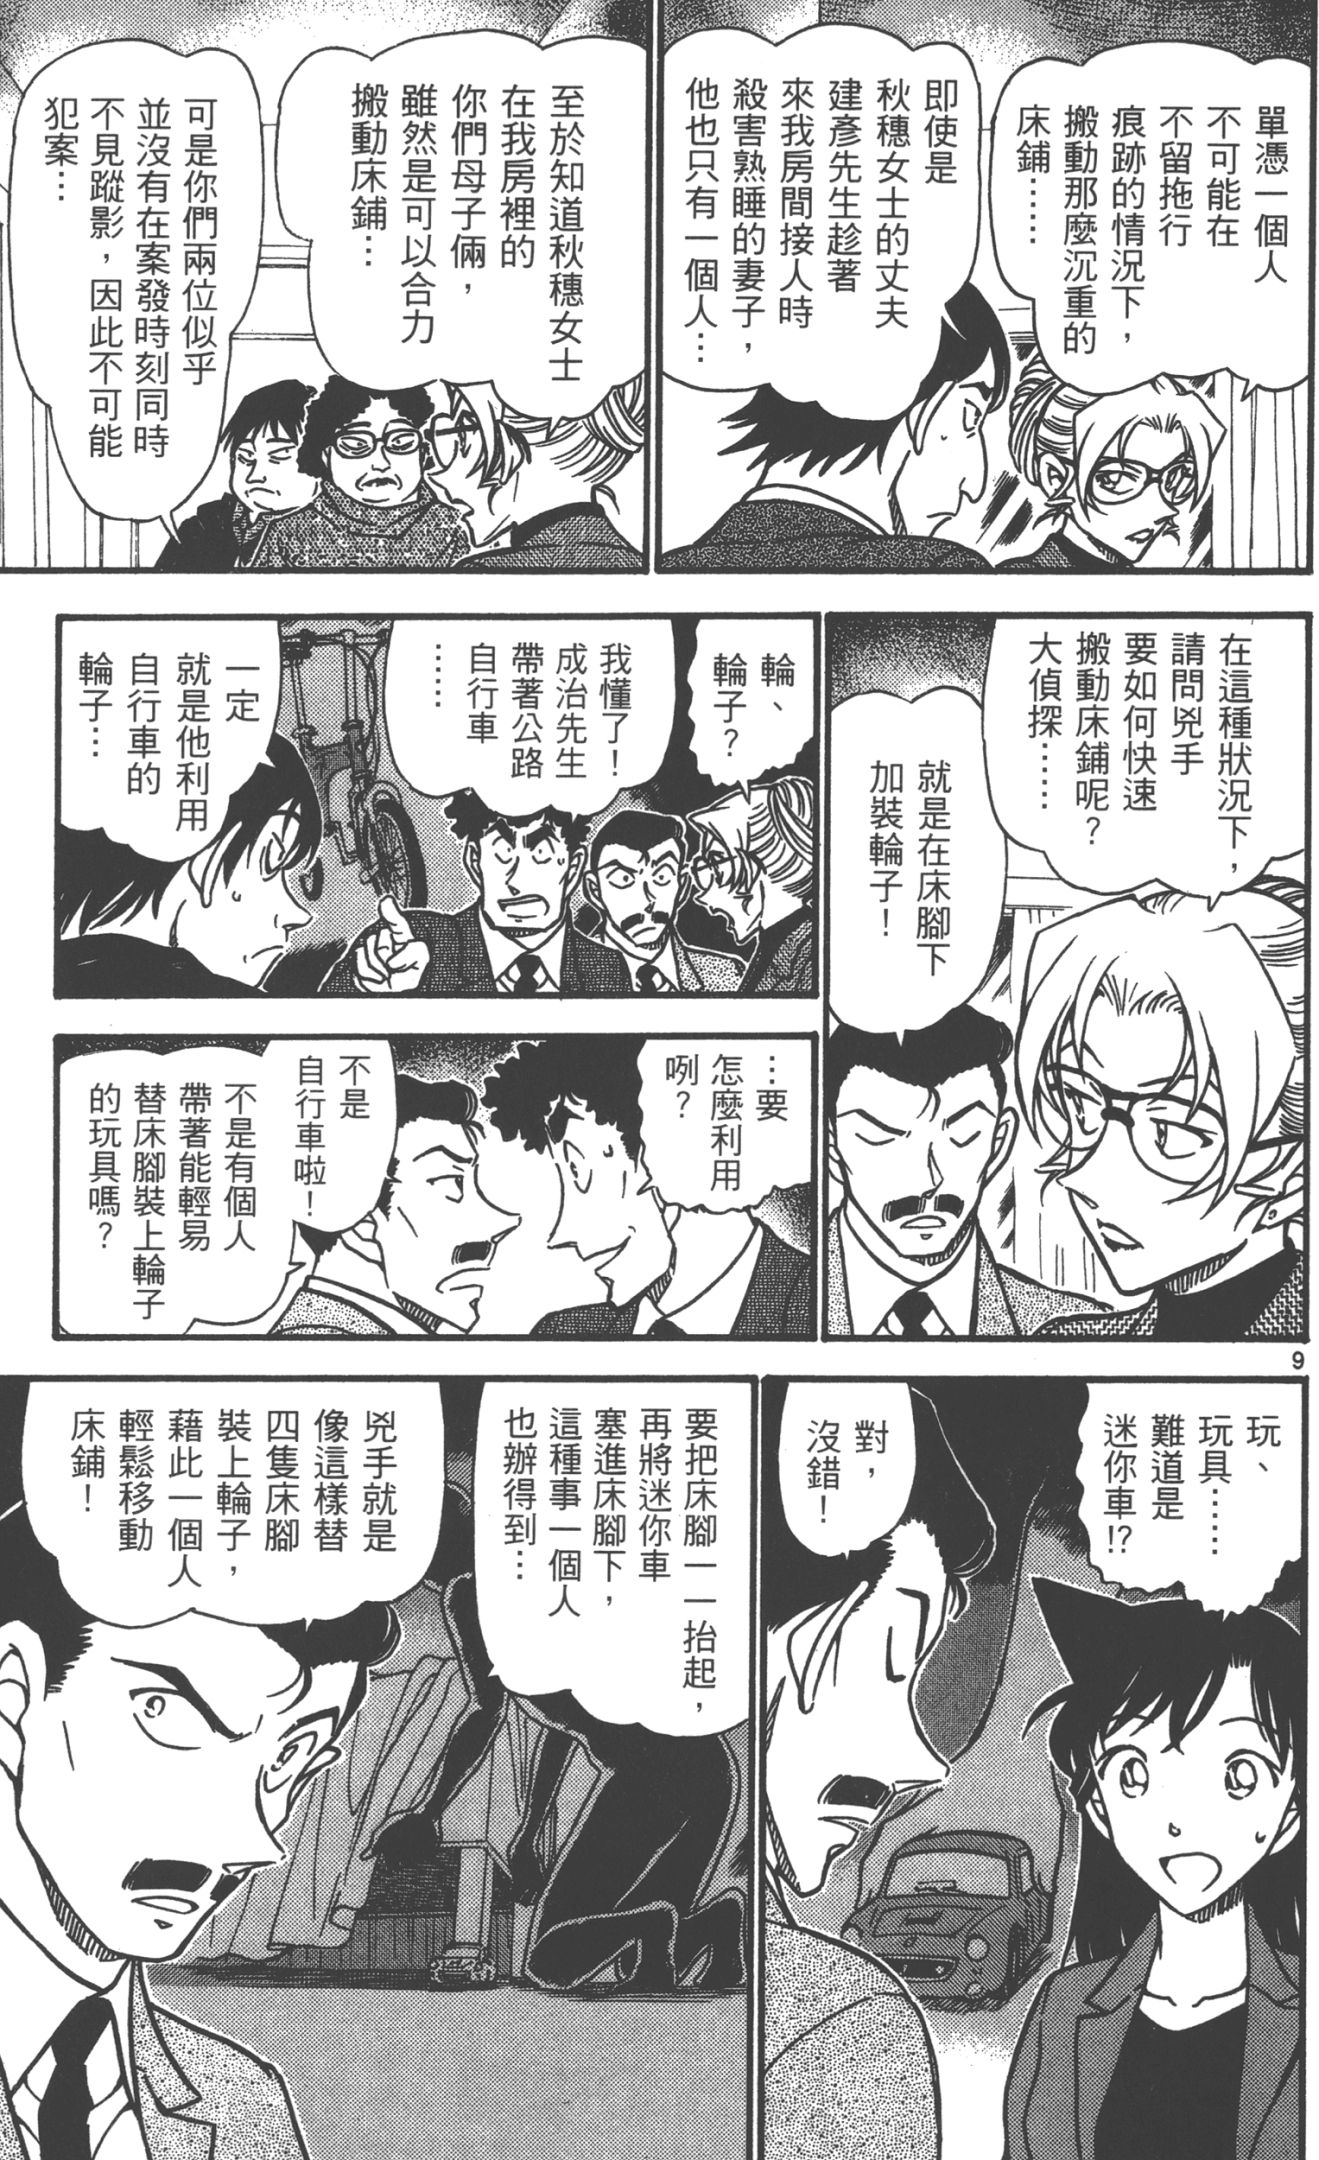 單憑一個人
不可能在
不留拖行
痕跡的情況下，
搬動那麼沉重的
床鋪……
即使是
秋穗女士的丈夫
建彥先生趁著
來我房間接人時
殺害熟睡的妻子，
他也只有一個人…
至於知道秋穗女士
在我房裡的
你們母子倆，
雖然是可以合力
搬動床鋪…
可是你們兩位似乎
並沒有在案發時刻同時
不見蹤影，因此不可能
犯案…
在這種狀況下，
請問兇手
要如何快速
搬動床鋪呢？
大偵探……
就是在床腳下
加裝輪子！
輪、
輪子？
我懂了！
成治先生
帶著公路
自行車
……
一定
就是他利用
自行車的
輪子…
…要
怎麼利用
咧？
不是
自行車啦！
不是有個人
帶著能輕易
替床腳裝上輪子
的玩具嗎？
9
玩、
玩具……
難道是
迷你車!?
對，
沒錯！
要把床腳一一抬起，
再將迷你車
塞進床腳下，
這種事一個人
也辦得到…
兇手就是
像這樣替
四隻床腳
裝上輪子，
藉此一個人
輕鬆移動
床鋪！